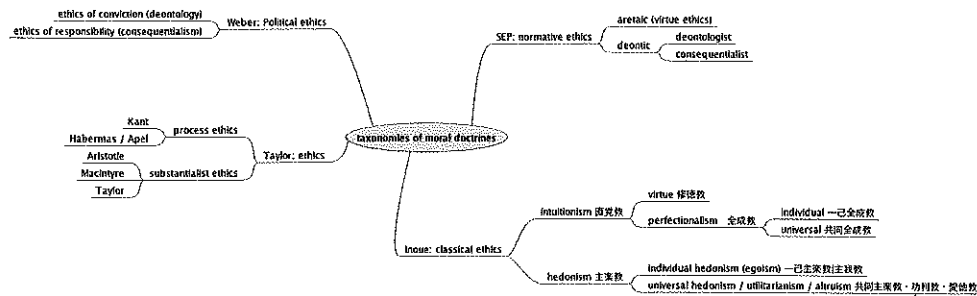 taxonomies of moral doctrines
Weber: Political ethics
ethics of conviction (deontology)
ethics of responsibility (consequentialism)
SEP: normative ethics
aretaic (virtue ethics)
deontic
deontologist
consequentialist
Taylor: ethics
process ethics
Kant
Habermas / Apel
substantialist ethics
Aristotle
MacIntyre
Taylor
Inoue: classical ethics
intuitionism 直覚教
virtue 修徳教
perfectionalism 全成教
individual 一己全成教
universal 共同全成教
hedonism 主楽教
individual hedonism (egoism) 一己主楽教|主我教
universal hedonism / utilitarianism / altruism 共同主楽教・功利教・愛他教